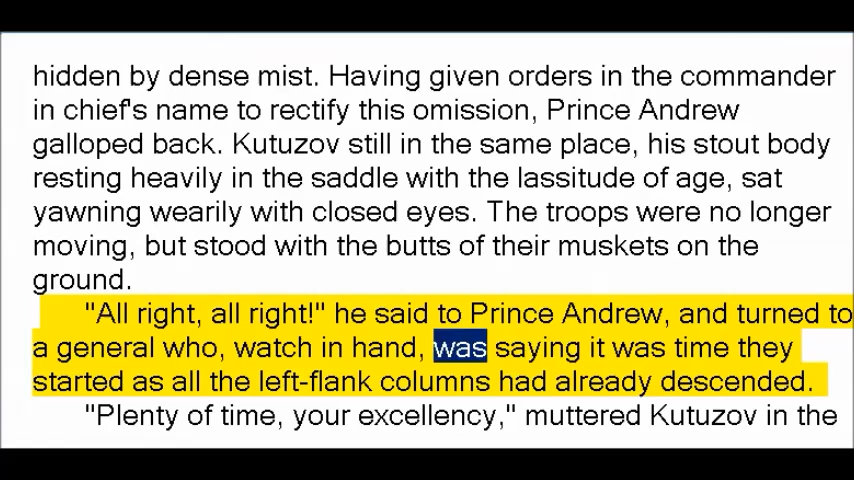 hidden by dense mist. Having given orders in the commander
in chief's name to rectify this omission, Prince Andrew
galloped back. Kutuzov still in the same place, his stout body
resting heavily in the saddle with the lassitude of age, sat
yawning wearily with closed eyes. The troops were no longer
moving, but stood with the butts of their muskets on the
ground.
"All right, all right!" he said to Prince Andrew, and turned to
a general who, watch in hand, was saying it was time they
started as all the left-flank columns had already descended.
"Plenty of time, your excellency," muttered Kutuzov in the